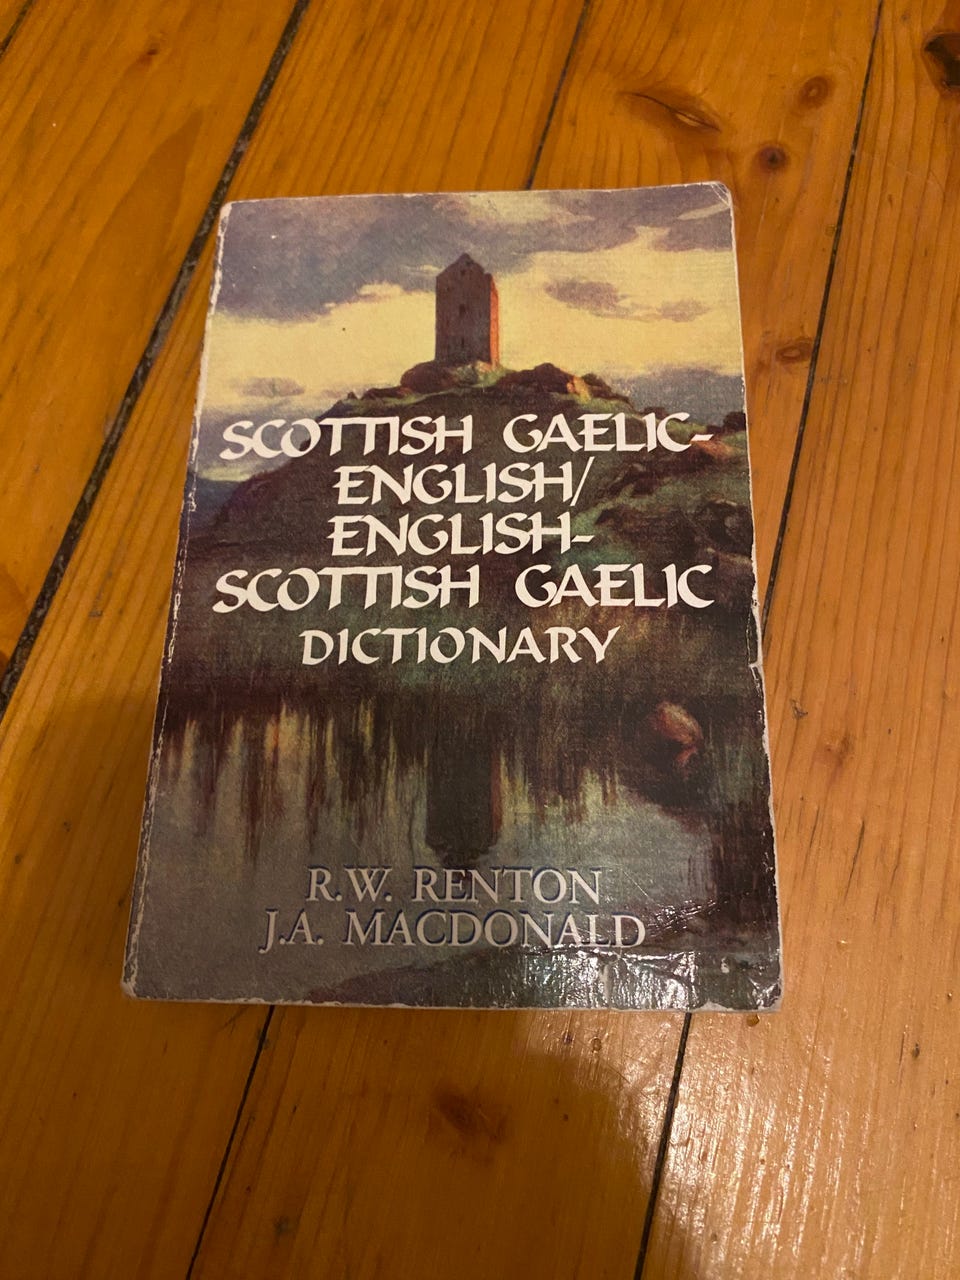 SCOTTISH GAELIC-
ENGLISH/
ENGLISH-
SCOTTISH GAELIC
DICTIONARY
R.W. RENTON
J.A. MACDONALD